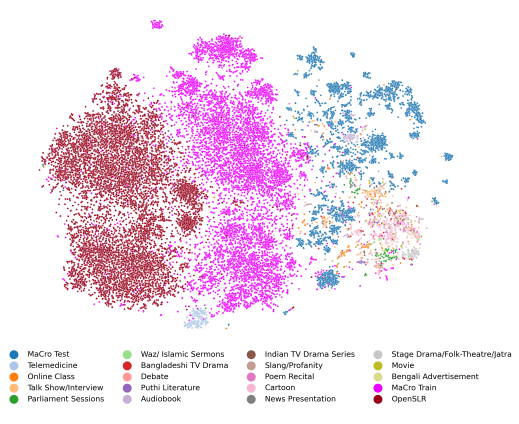 MaCro Test
Telemedicine
Online Class
Talk Show/Interview
Parliament Sessions
Waz/ Islamic Sermons
Bangladeshi TV Drama
Debate
Puthi Literature
Audiobook
Indian TV Drama Series
Slang/Profanity
Poem Recital
Cartoon
News Presentation
Stage Drama/Folk-Theatre/Jatra
Movie
Bengali Advertisement
MaCro Train
OpenSLR